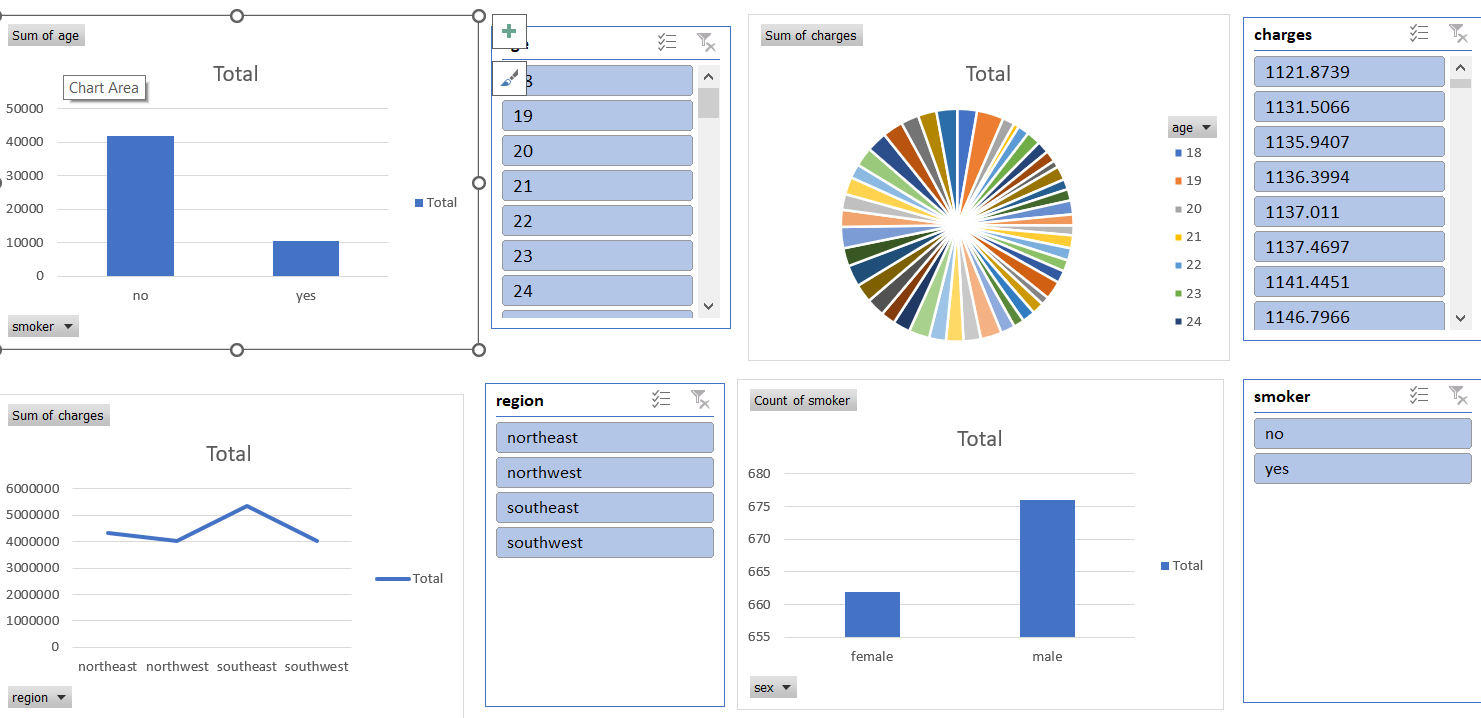 Sum of age
Total
Chart Area
50000
40000
30000
20000
10000
0
no
yes
Total
smoker
19
20
21
22
23
24
Sum of charges
Total
age
18
19
20
21
22
23
24
charges
1121.8739
1131.5066
1135.9407
1136.3994
1137.011
1137.4697
1141.4451
1146.7966
Sum of charges
Total
6000000
5000000
4000000
3000000
2000000
1000000
0
northeast northwest southeast southwest
Total
region
region
northeast
northwest
southeast
southwest
Count of smoker
Total
680
675
670
665
660
655
female
male
Total
sex
smoker
no
yes